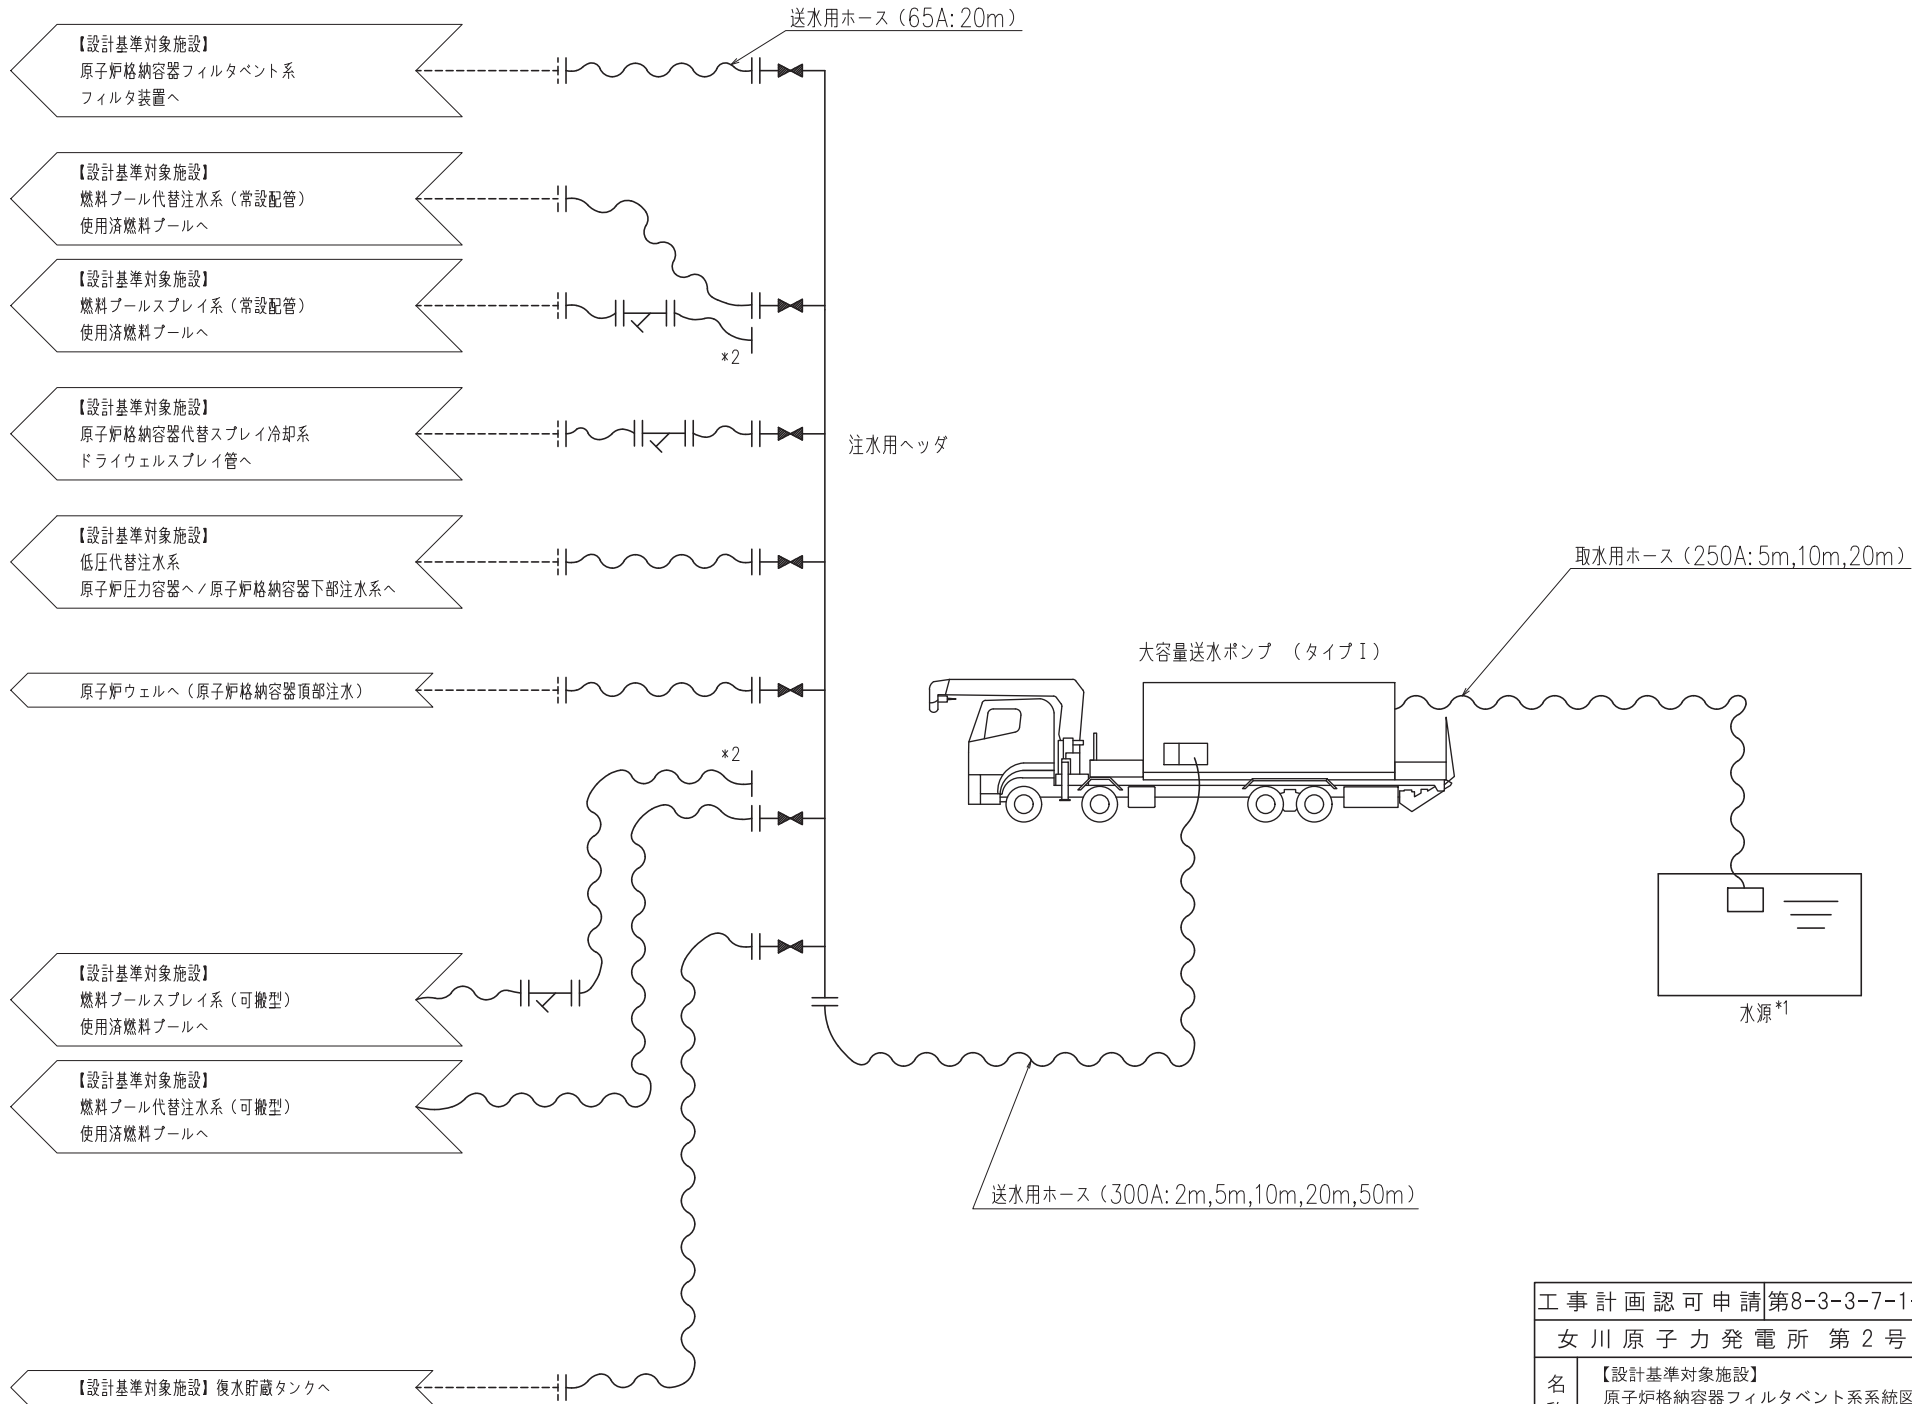 送水用ホース（65A:20m）
【設計基準対象施設】
原子炉格納容器フィルタベント系
フィルタ装置へ
【設計基準対象施設】
燃料プール代替注水系（常設配管）
使用済燃料プールへ
【設計基準対象施設】
燃料プールスプレイ系（常設配管）
使用済燃料プールへ
*2
【設計基準対象施設】
原子炉格納容器代替スプレイ冷却系
ドライウェルスプレイ管へ
注水用ヘッダ
【設計基準対象施設】
低圧代替注水系
原子炉圧力容器へ/原子炉格納容器下部注水系へ
取水用ホース（250A:5m,10m,20m）
大容量送水ポンプ （タイプI）
原子炉ウェルへ（原子炉格納容器頂部注水）
*2
【設計基準対象施設】
燃料プールスプレイ系（可搬型）
使用済燃料プールへ
水源*1
【設計基準対象施設】
燃料プール代替注水系（可搬型）
使用済燃料プールへ
送水用ホース（300A:2m,5m,10m,20m,50m）
【設計基準対象施設】復水貯蔵タンクへ
工事計画認可申請 第8-3-3-7-1-
女川原子力発電所 第2号
名
【設計基準対象施設】
原子炉格納容器フィルタベント系系統図